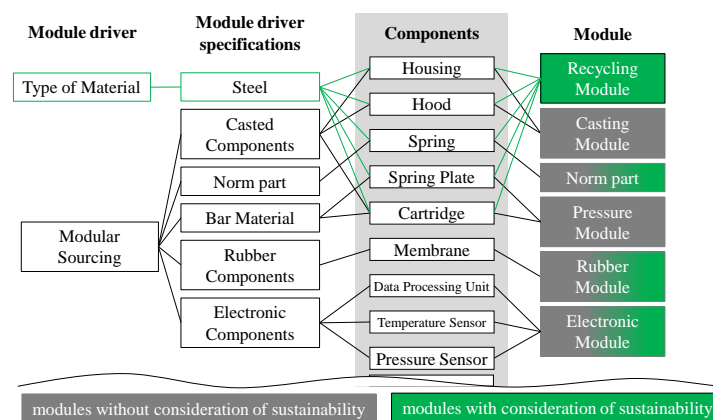 Module driver
Module driver
specifications
Components
Module
Type of Material
Steel
Housing
Recycling
Module
Hood
Casted
Components
Casting
Module
Spring
Norm part
Norm part
Spring Plate
Bar Material
Cartridge
Pressure
Module
Modular
Sourcing
Rubber
Components
Membrane
Rubber
Module
Data Processing Unit
Electronic
Components
Temperature Sensor
Electronic
Module
Pressure Sensor
modules without consideration of sustainability
modules with consideration of sustainability